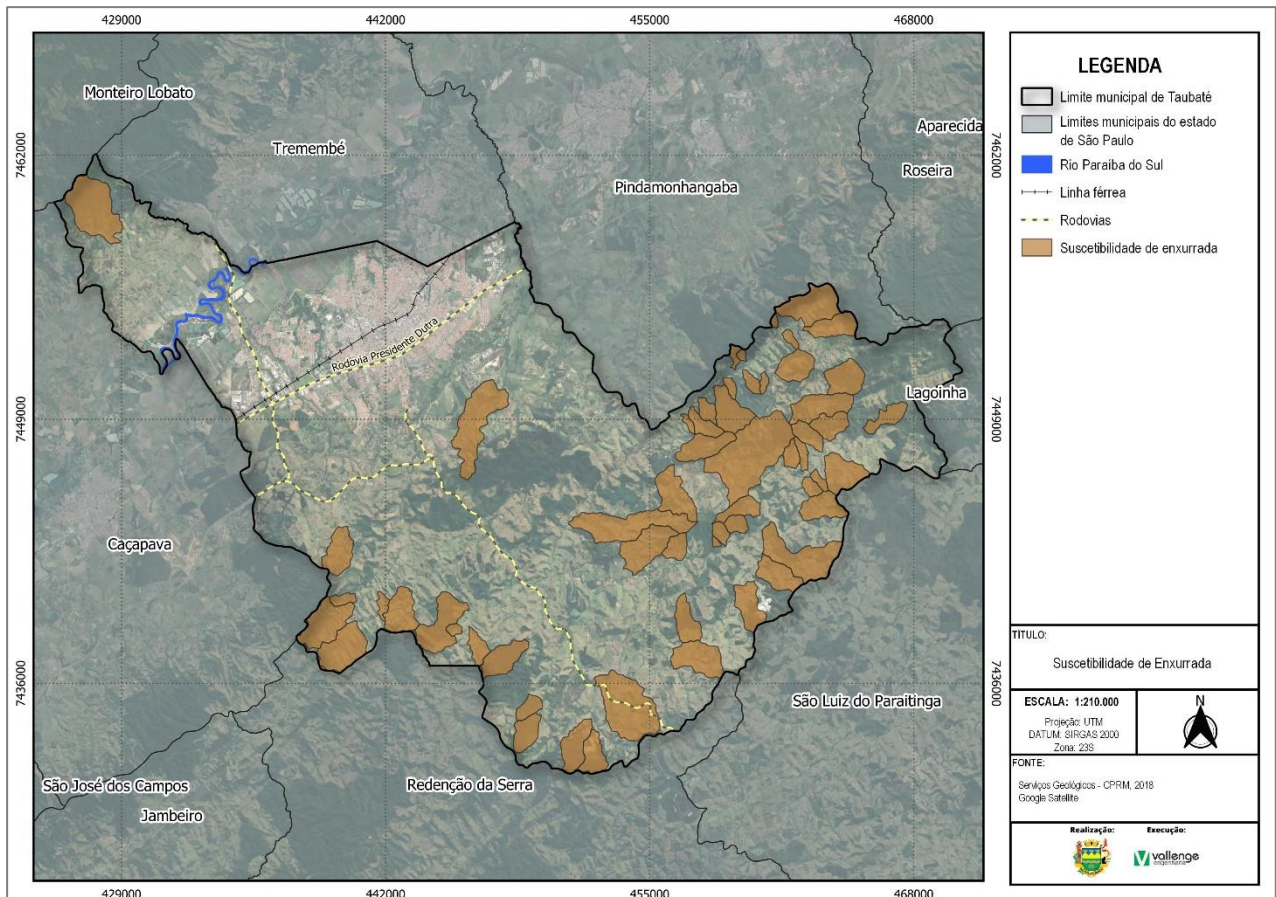 429000
442000
455000
468000
Monteiro Lobato
Tremembé
Aparecida
Roseira
Pindamonhangaba
7462000
7462000
Rodovia Presidente Dutra
Lagoinha
7449000
7449000
Caçapava
7436000
7436000
São Luiz do Paraitinga
São José dos Campos
Redenção da Serra
Jambeiro
429000
442000
455000
468000
LEGENDA
Limite municipal de Taubaté
Limites municipais do estado
de São Paulo
Rio Paraíba do Sul
Linha férrea
Rodovias
Suscetibilidade de enxurrada
TÍTULO:
Suscetibilidade de Enxurrada
ESCALA: 1:210.000
Projeção: UTM
DATUM: SIRGAS 2000
Zona: 23S
N
FONTE:
Serviços Geológicos - CPRM, 2018
Google Satellite
Realização:
Execução:
vallenge
engenharia